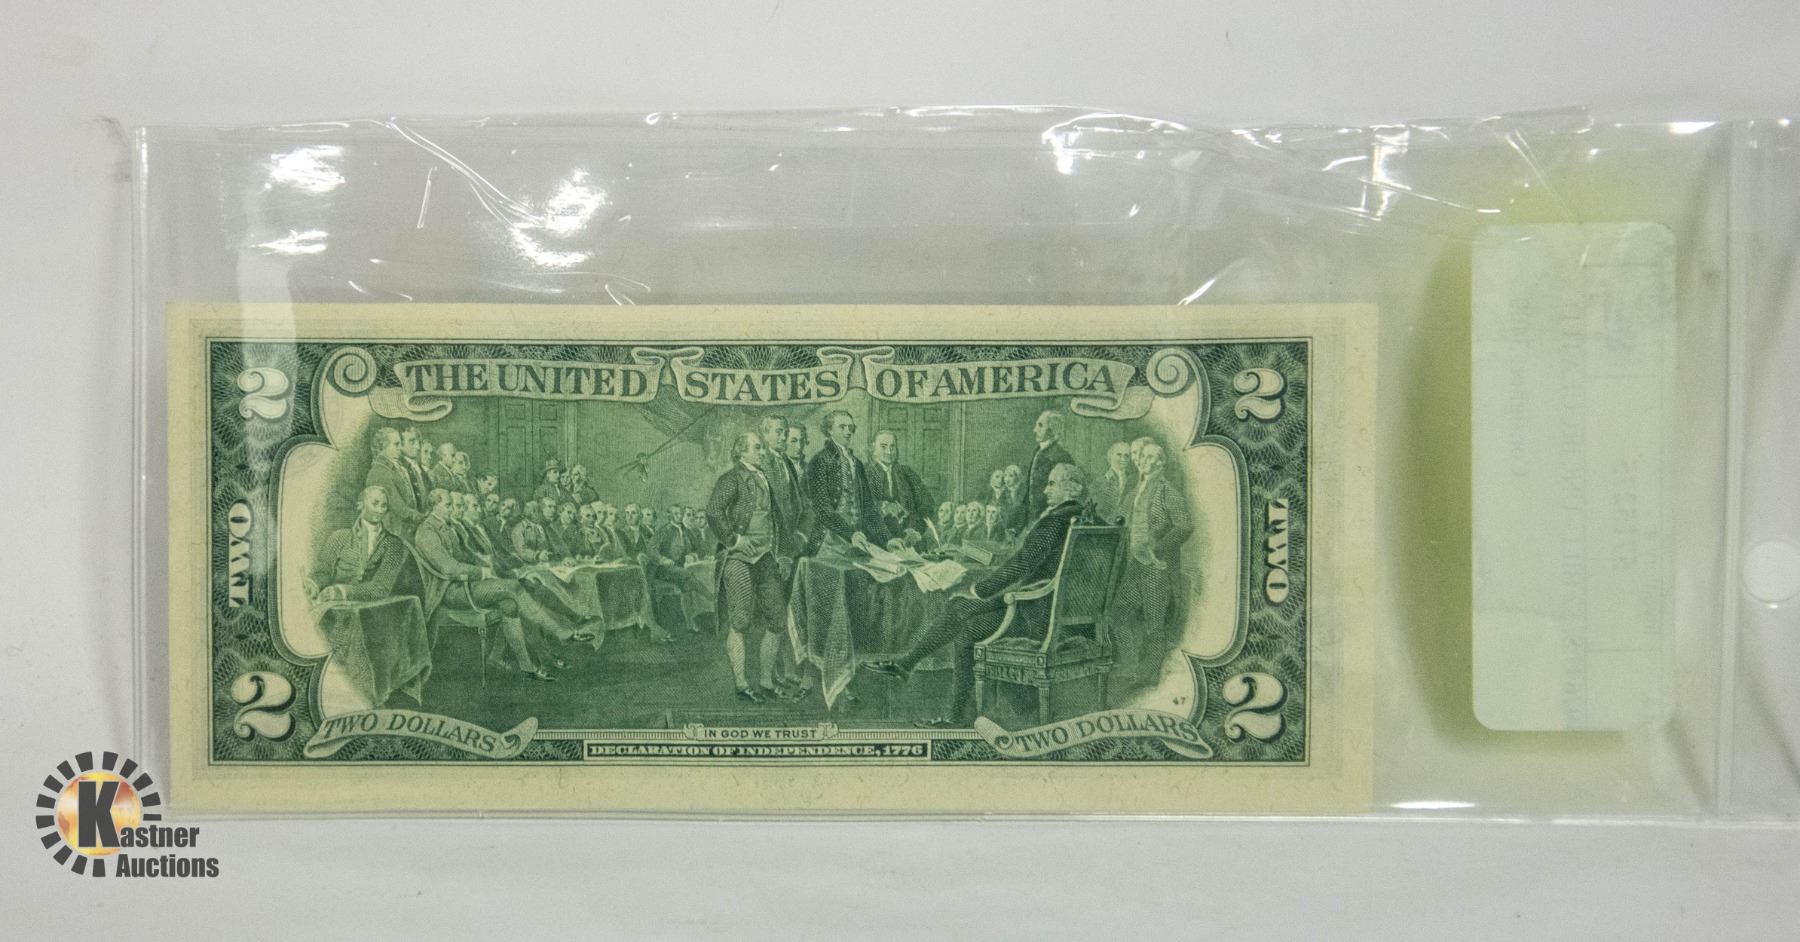 THE UNITED STATES OF AMERICA
2
2
TWO
TWO
47
2
2
TWO DOLLARS
IN GOD WE TRUST
TWO DOLLARS
DECLARATION OF INDEPENDENCE, 1776
Kastner
Auctions